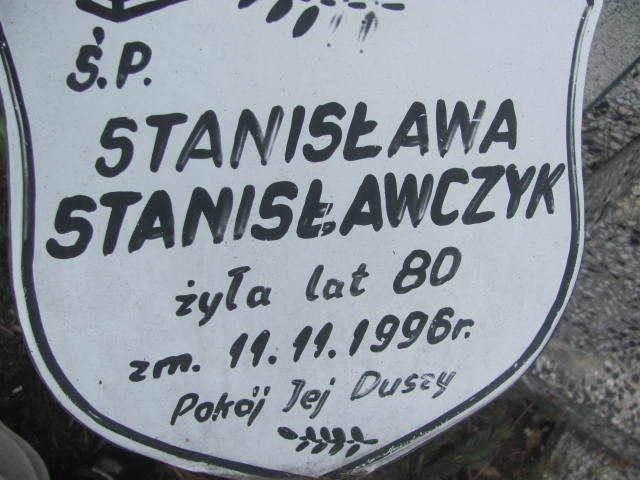 Ś.P.
STANISŁAWA
STANISŁAWCZYK
żyła lat 80
zm. 11.11.1996r.
Pokój Jej Duszy